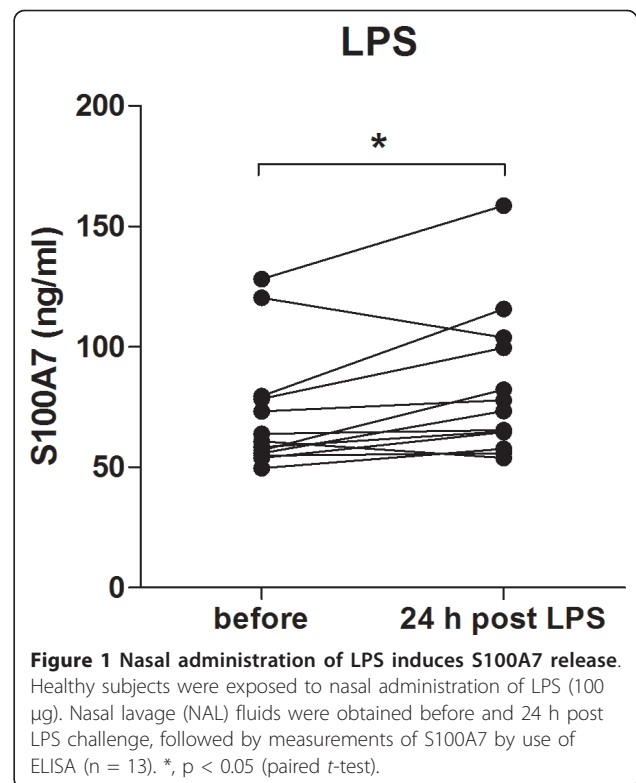 LPS
200
*
150
100
50
0
S100A7 (ng/ml)
before 24 h post LPS
Figure 1 Nasal administration of LPS induces S100A7 release.
Healthy subjects were exposed to nasal administration of LPS (100
μg). Nasal lavage (NAL) fluids were obtained before and 24 h post
LPS challenge, followed by measurements of S100A7 by use of
ELISA (n = 13). *, p < 0.05 (paired t-test).